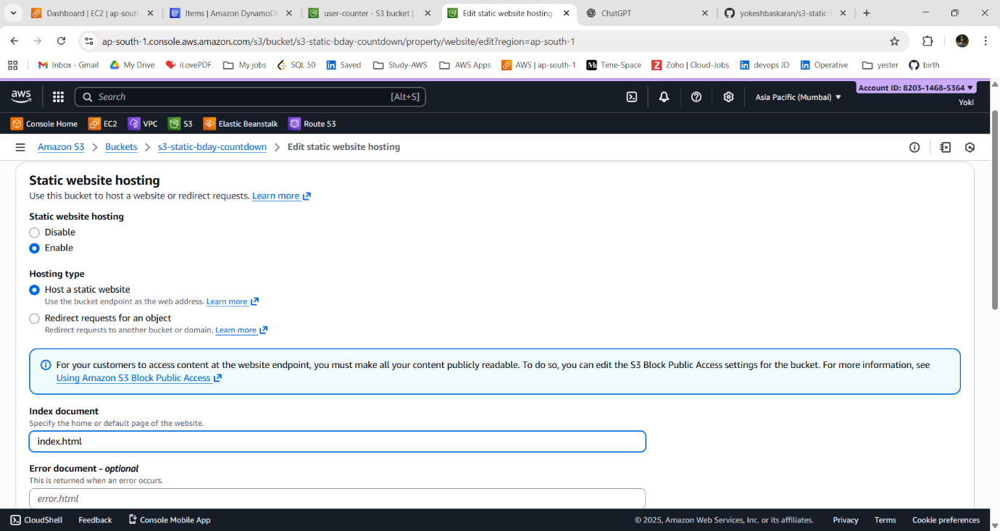 Dashboard | EC2 | ap-sout
Items | Amazon DynamoD
user-counter - S3 bucket |
Edit static website hosting
ChatGPT
yokeshbaskaran/s3-static-
ap-south-1.console.aws.amazon.com/s3/bucket/s3-static-bday-countdown/property/website/edit?region=ap-south-1
Inbox - Gmail
My Drive
iLovePDF
My jobs
SQL 50
Saved
Study-AWS
AWS Apps
AWS | ap-south-1
Time-Space
Zoho | Cloud-Jobs
devops JD
Operative
yester
birth
aws
Search
[Alt+S]
Asia Pacific (Mumbai)
Account ID: 8203-1468-5364
Yoki
Console Home
EC2
VPC
S3
Elastic Beanstalk
Route 53
Amazon S3
Buckets
s3-static-bday-countdown
Edit static website hosting
Static website hosting
Use this bucket to host a website or redirect requests. Learn more
Static website hosting
Disable
Enable
Hosting type
Host a static website
Use the bucket endpoint as the web address. Learn more
Redirect requests for an object
Redirect requests to another bucket or domain. Learn more
For your customers to access content at the website endpoint, you must make all your content publicly readable. To do so, you can edit the S3 Block Public Access settings for the bucket. For more information, see
Using Amazon S3 Block Public Access
Index document
Specify the home or default page of the website.
index.html
Error document - optional
This is returned when an error occurs.
error.html
CloudShell
Feedback
Console Mobile App
© 2025, Amazon Web Services, Inc. or its affiliates.
Privacy
Terms
Cookie preferences